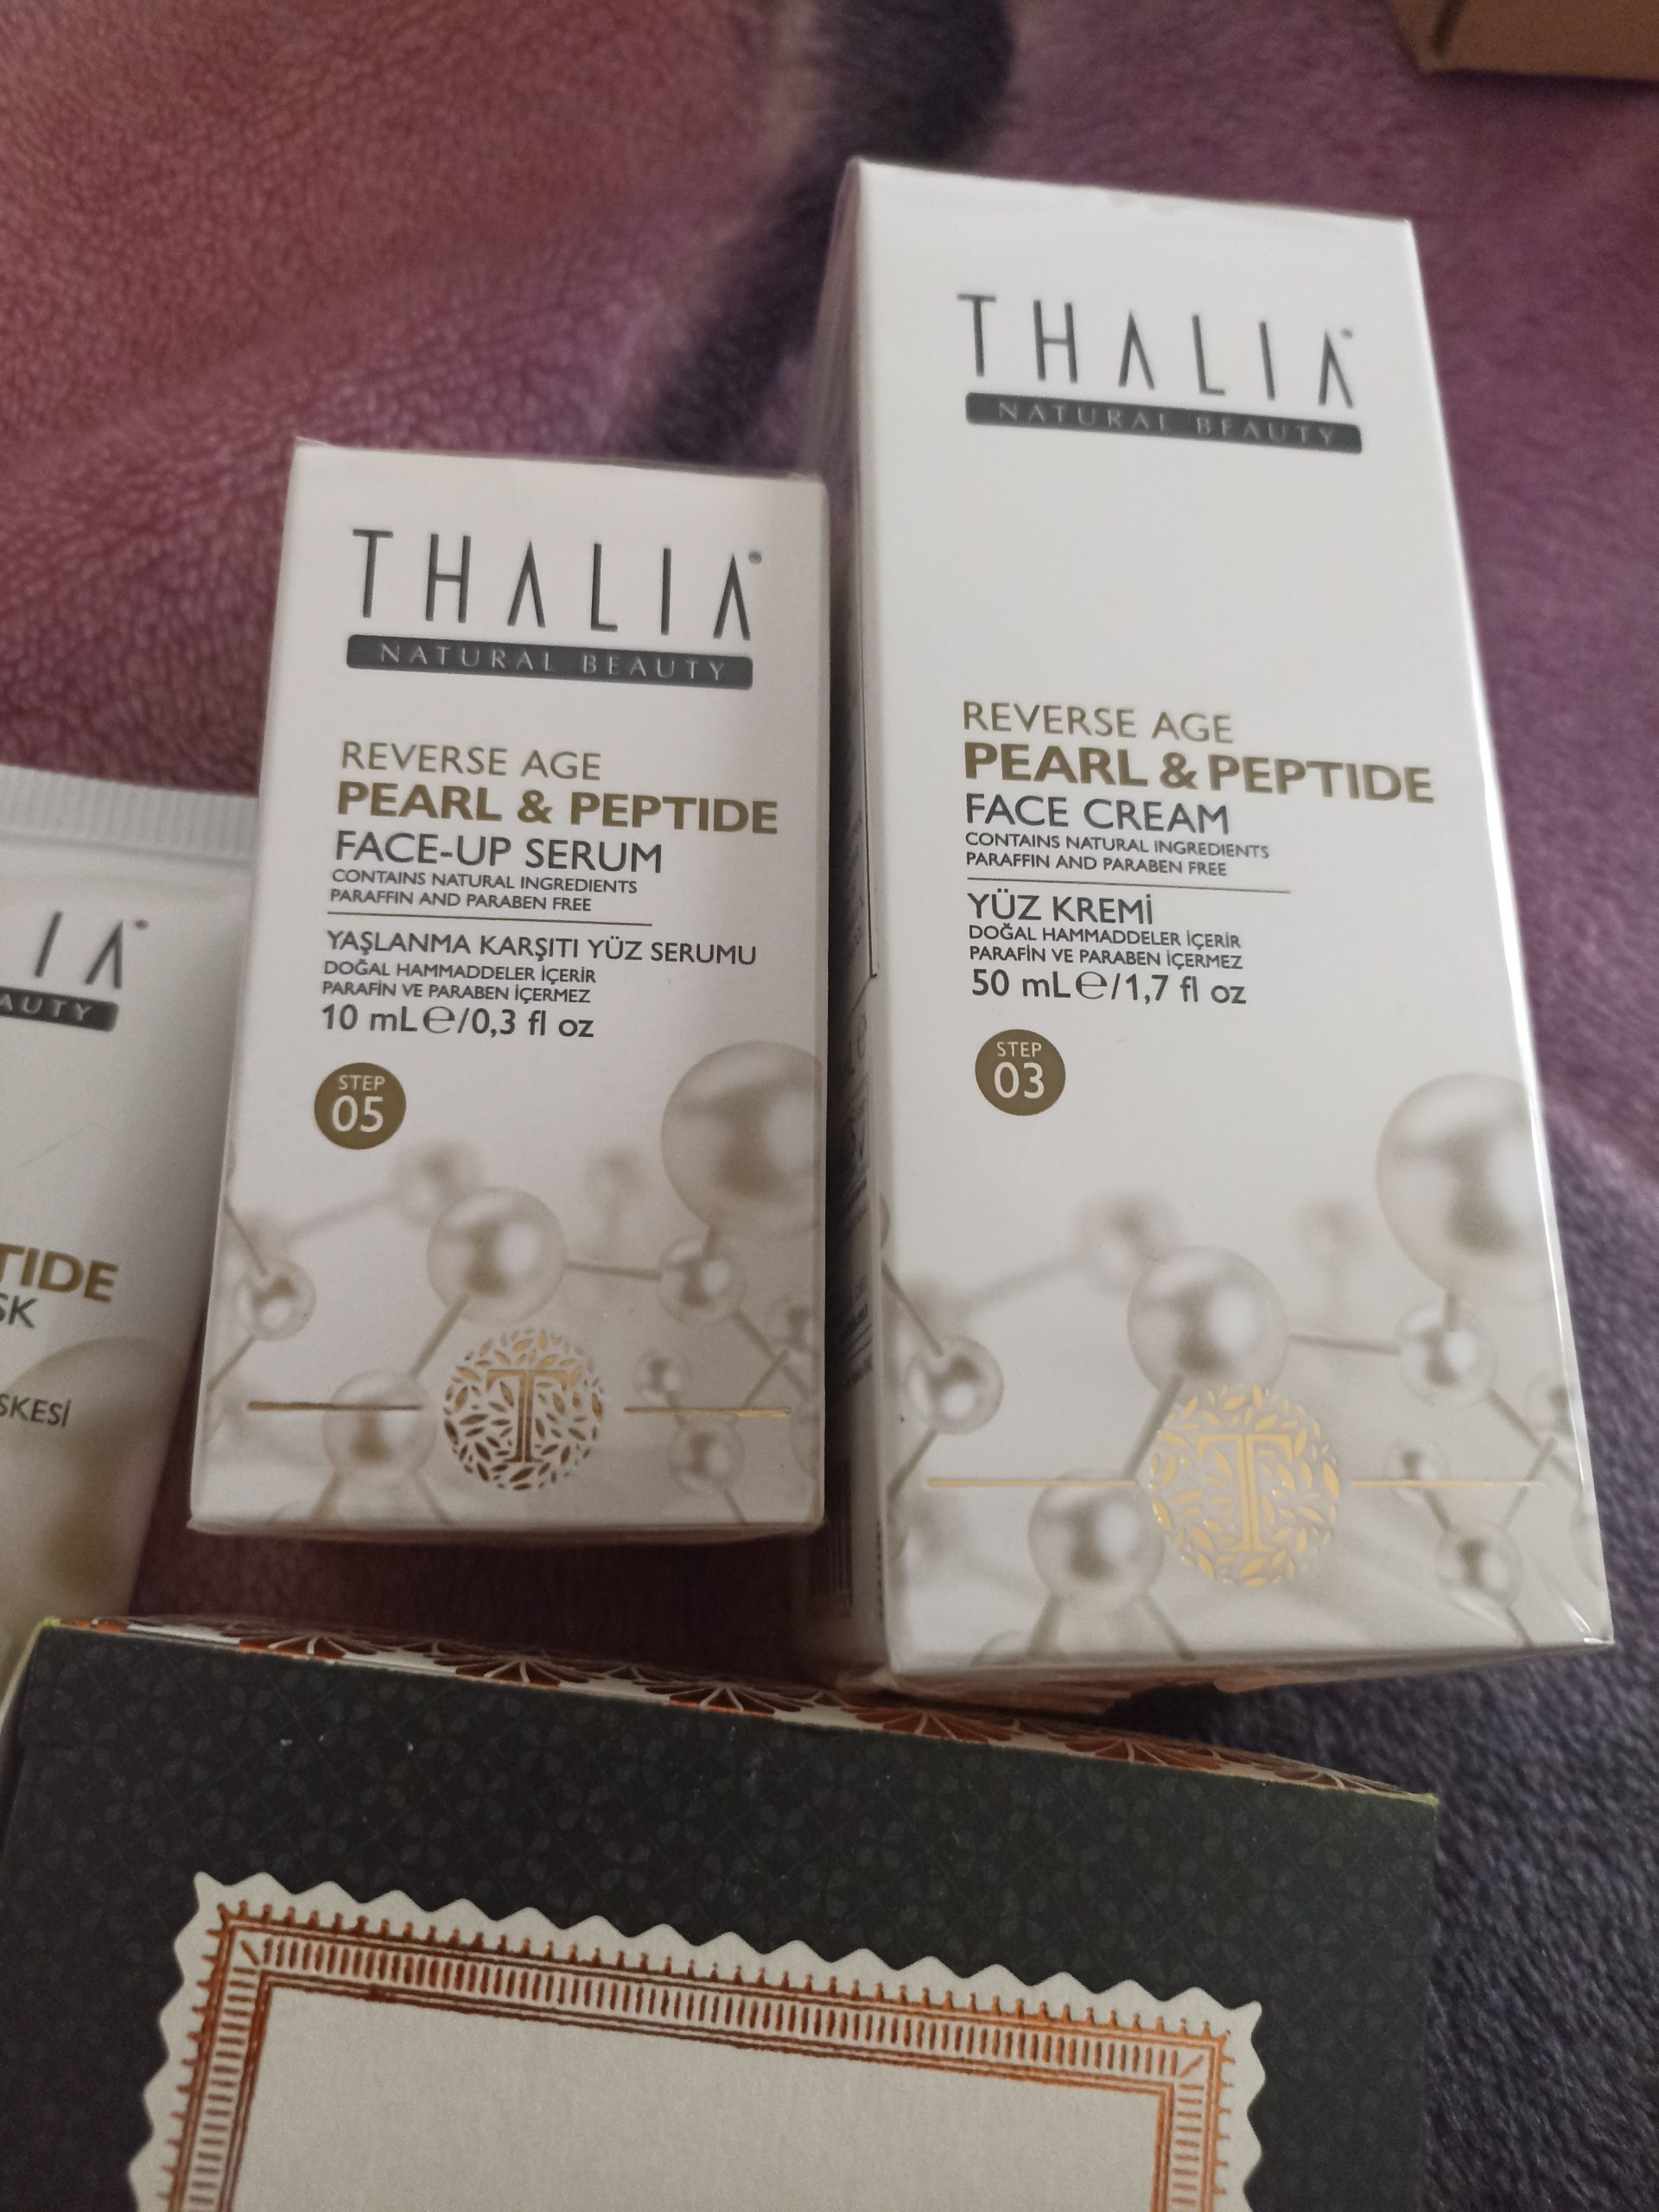 THALIA
NATURAL BEAUTY
REVERSE AGE
PEARL & PEPTIDE
FACE-UP SERUM
CONTAINS NATURAL INGREDIENTS
PARAFFIN AND PARABEN FREE
YAŞLANMA KARŞITI YÜZ SERUMU
DOĞAL HAMMADDELER İÇERİR
PARAFİN VE PARABEN İÇERMEZ
10 mL℮/0,3 fl oz
STEP
05
T
THALIA
NATURAL BEAUTY
REVERSE AGE
PEARL & PEPTIDE
FACE CREAM
CONTAINS NATURAL INGREDIENTS
PARAFFIN AND PARABEN FREE
YÜZ KREMİ
DOĞAL HAMMADDELER İÇERİR
PARAFİN VE PARABEN İÇERMEZ
50 mL℮/1,7 fl oz
STEP
03
T
IA
AUTY
TIDE
SK
SKESİ